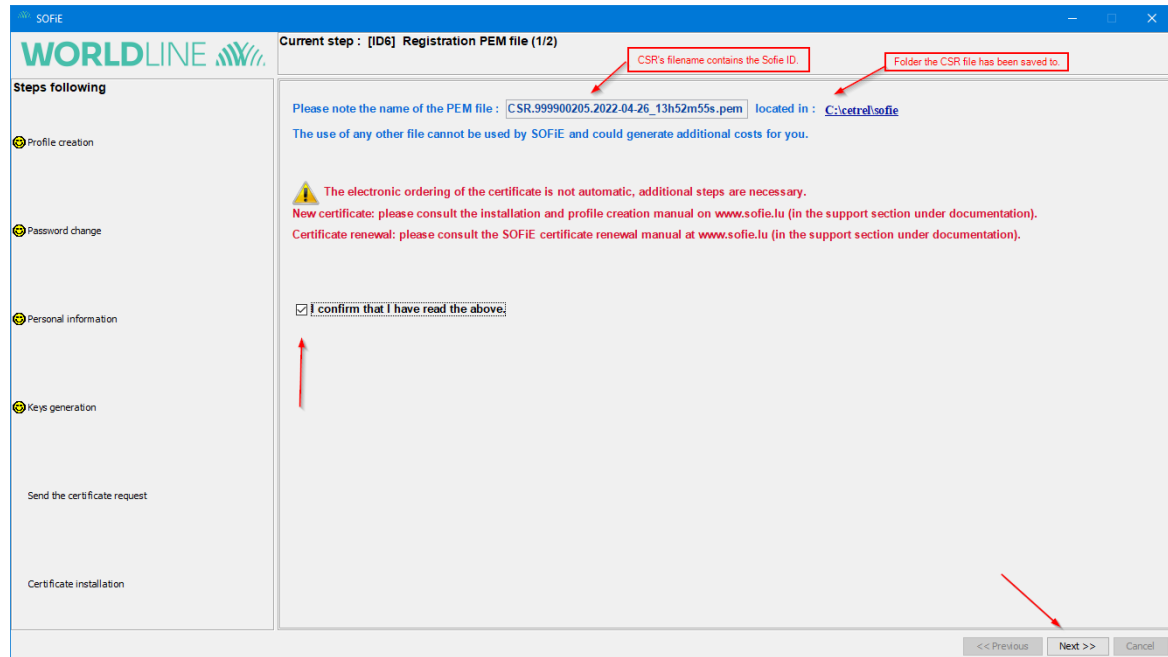 SOFiE
WORLDLINE
Current step : [ID6] Registration PEM file (1/2)
CSR's filename contains the Sofie ID.
Folder the CSR file has been saved to.
Steps following
Please note the name of the PEM file : CSR.999900205.2022-04-26_13h52m55s.pem located in : C:\cetrel\sofie
The use of any other file cannot be used by SOFiE and could generate additional costs for you.
Profile creation
The electronic ordering of the certificate is not automatic, additional steps are necessary.
New certificate: please consult the installation and profile creation manual on www.sofie.lu (in the support section under documentation).
Certificate renewal: please consult the SOFiE certificate renewal manual at www.sofie.lu (in the support section under documentation).
Password change
I confirm that I have read the above.
Personal information
Keys generation
Send the certificate request
Certificate installation
<< Previous
Next >>
Cancel